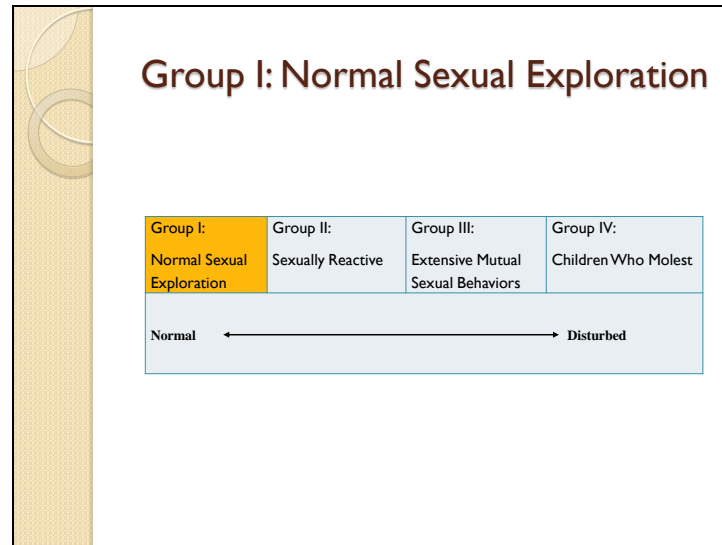 Group I: Normal Sexual Exploration
Group I:
Normal Sexual
Exploration
Group II:
Sexually Reactive
Group III:
Extensive Mutual
Sexual Behaviors
Group IV:
Children Who Molest
Normal
Disturbed